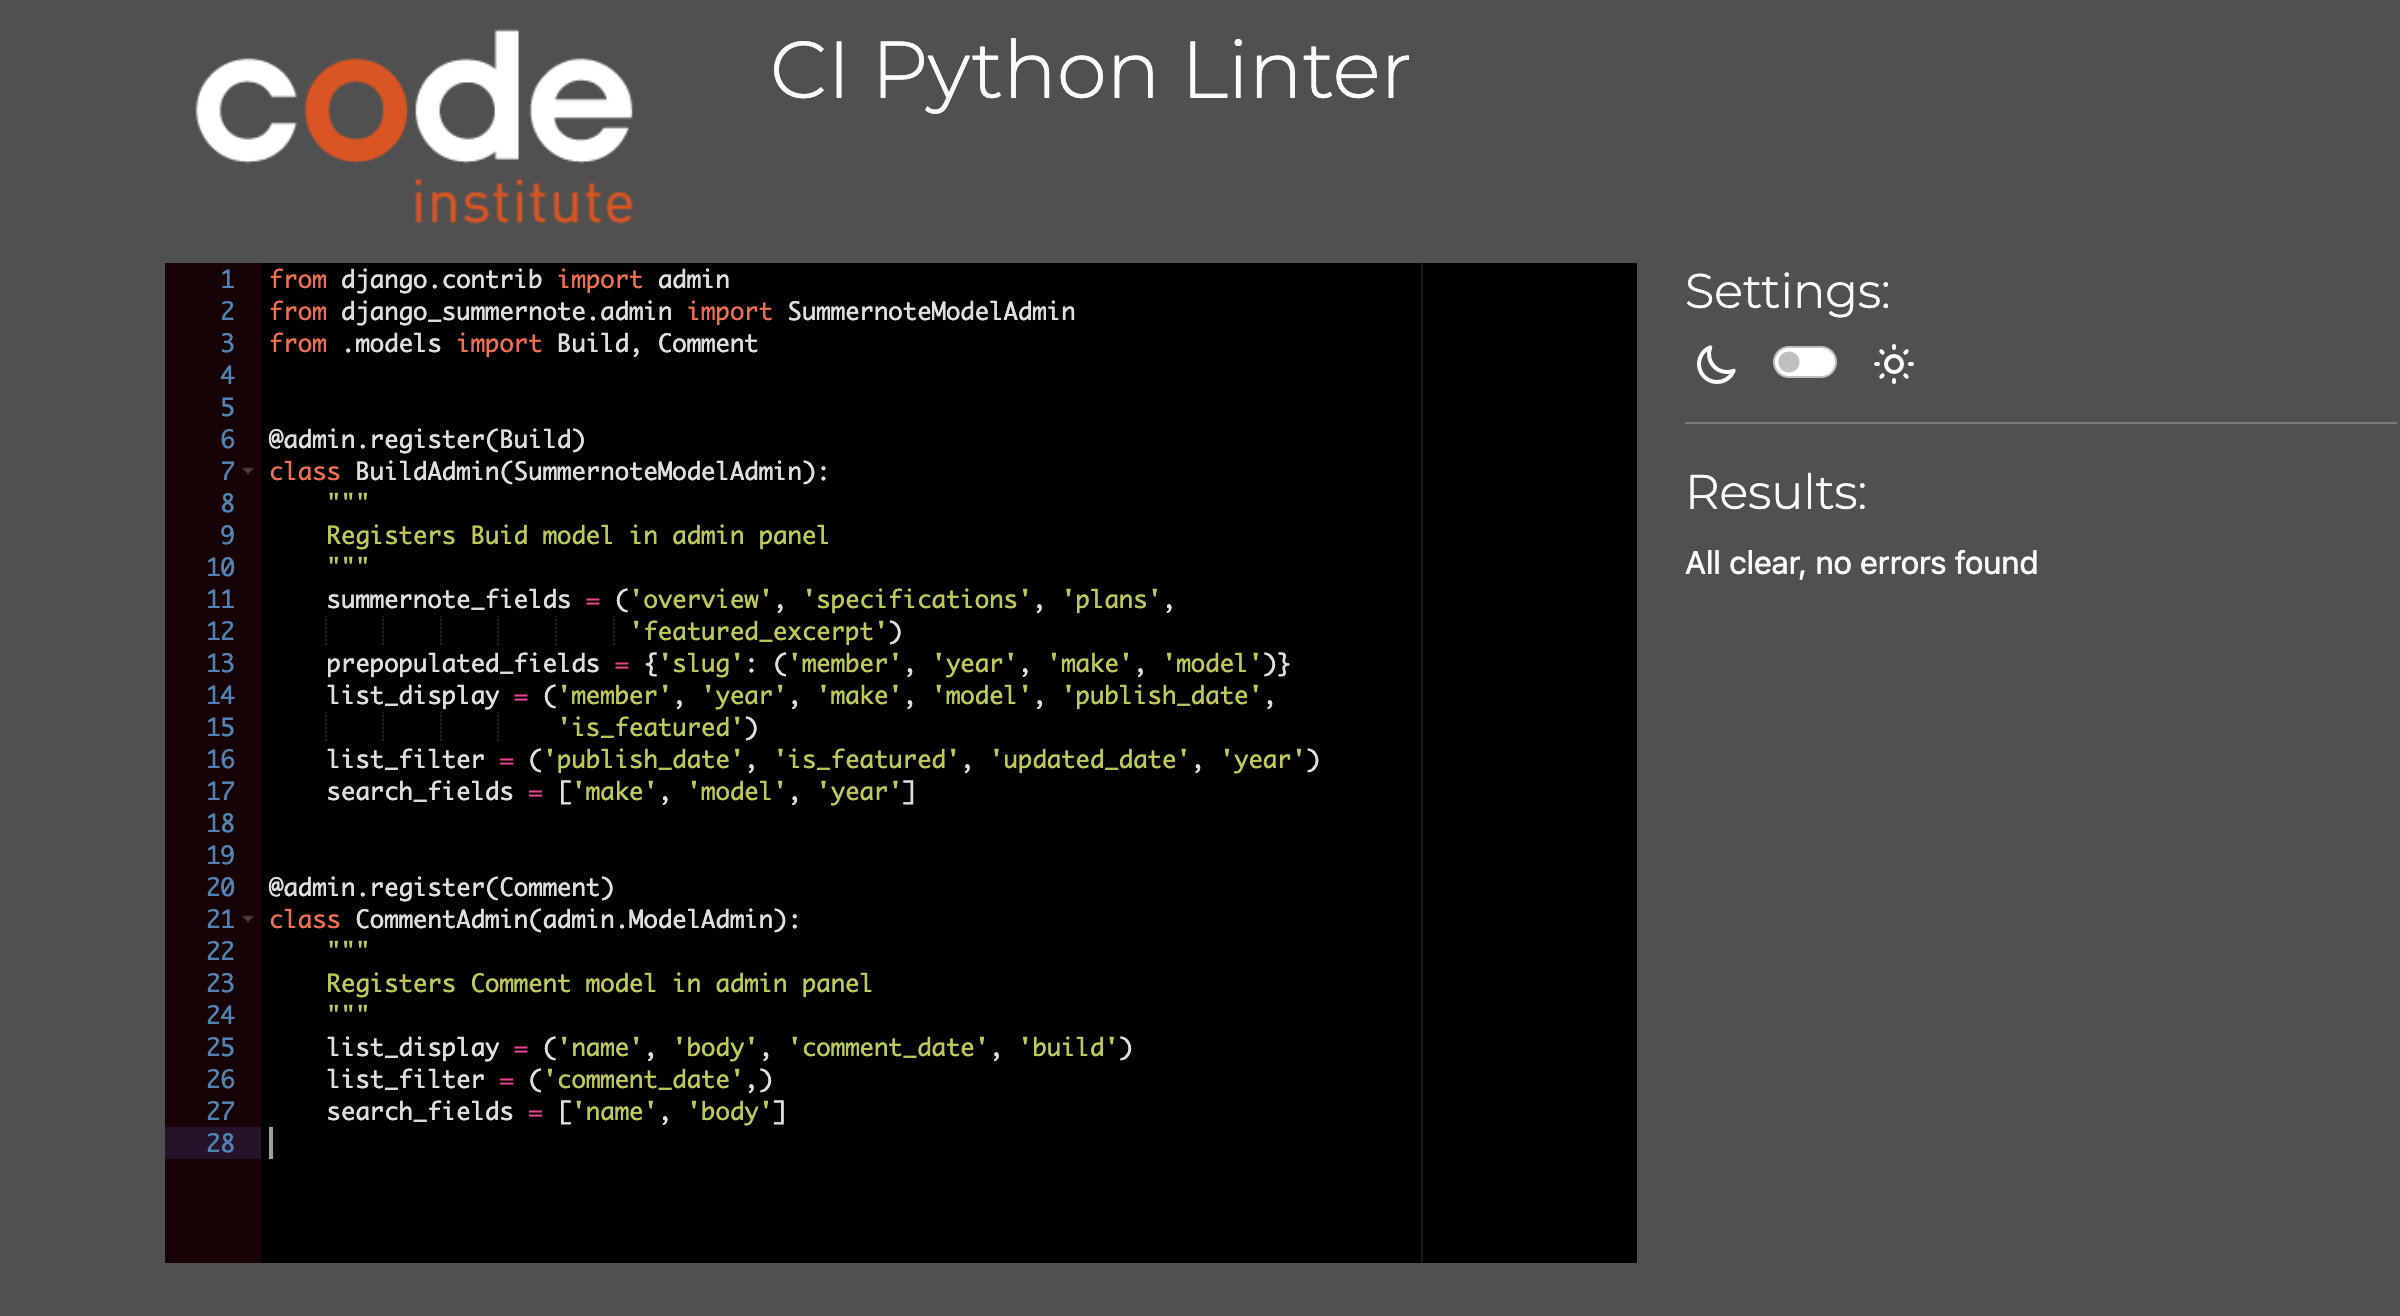 code
institute
CI Python Linter
1 from django.contrib import admin
2 from django_summernote.admin import SummernoteModelAdmin
3 from .models import Build, Comment
4
5
6 @admin.register(Build)
7 class BuildAdmin(SummernoteModelAdmin):
8     """
9     Registers Buid model in admin panel
10     """
11     summernote_fields = ('overview', 'specifications', 'plans',
12                          'featured_excerpt')
13     prepopulated_fields = {'slug': ('member', 'year', 'make', 'model')}
14     list_display = ('member', 'year', 'make', 'model', 'publish_date',
15                     'is_featured')
16     list_filter = ('publish_date', 'is_featured', 'updated_date', 'year')
17     search_fields = ['make', 'model', 'year']
18
19
20 @admin.register(Comment)
21 class CommentAdmin(admin.ModelAdmin):
22     """
23     Registers Comment model in admin panel
24     """
25     list_display = ('name', 'body', 'comment_date', 'build')
26     list_filter = ('comment_date',)
27     search_fields = ['name', 'body']
28
Settings:
Results:
All clear, no errors found